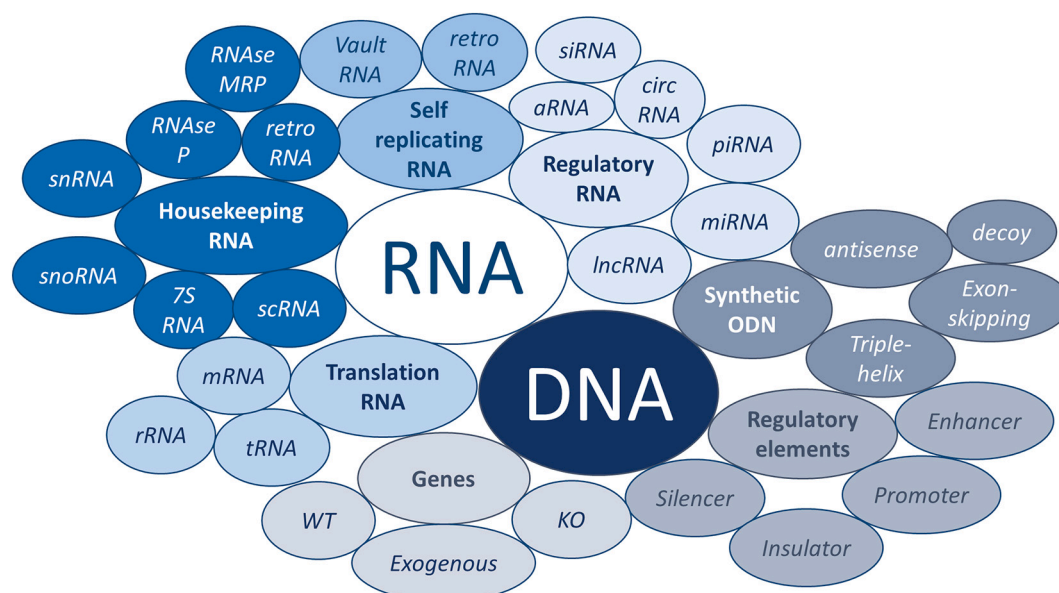 RNAse
MRP
Vault
RNA
retro
RNA
siRNA
circ
RNA
aRNA
RNAse
P
retro
RNA
Self
replicating
RNA
piRNA
snRNA
Regulatory
RNA
Housekeeping
RNA
miRNA
decoy
antisense
snoRNA
RNA
lncRNA
7S
RNA
scRNA
Synthetic
ODN
Exon-
skipping
Triple-
helix
mRNA
Translation
RNA
DNA
rRNA
tRNA
Regulatory
elements
Enhancer
Genes
Silencer
Promoter
WT
KO
Exogenous
Insulator